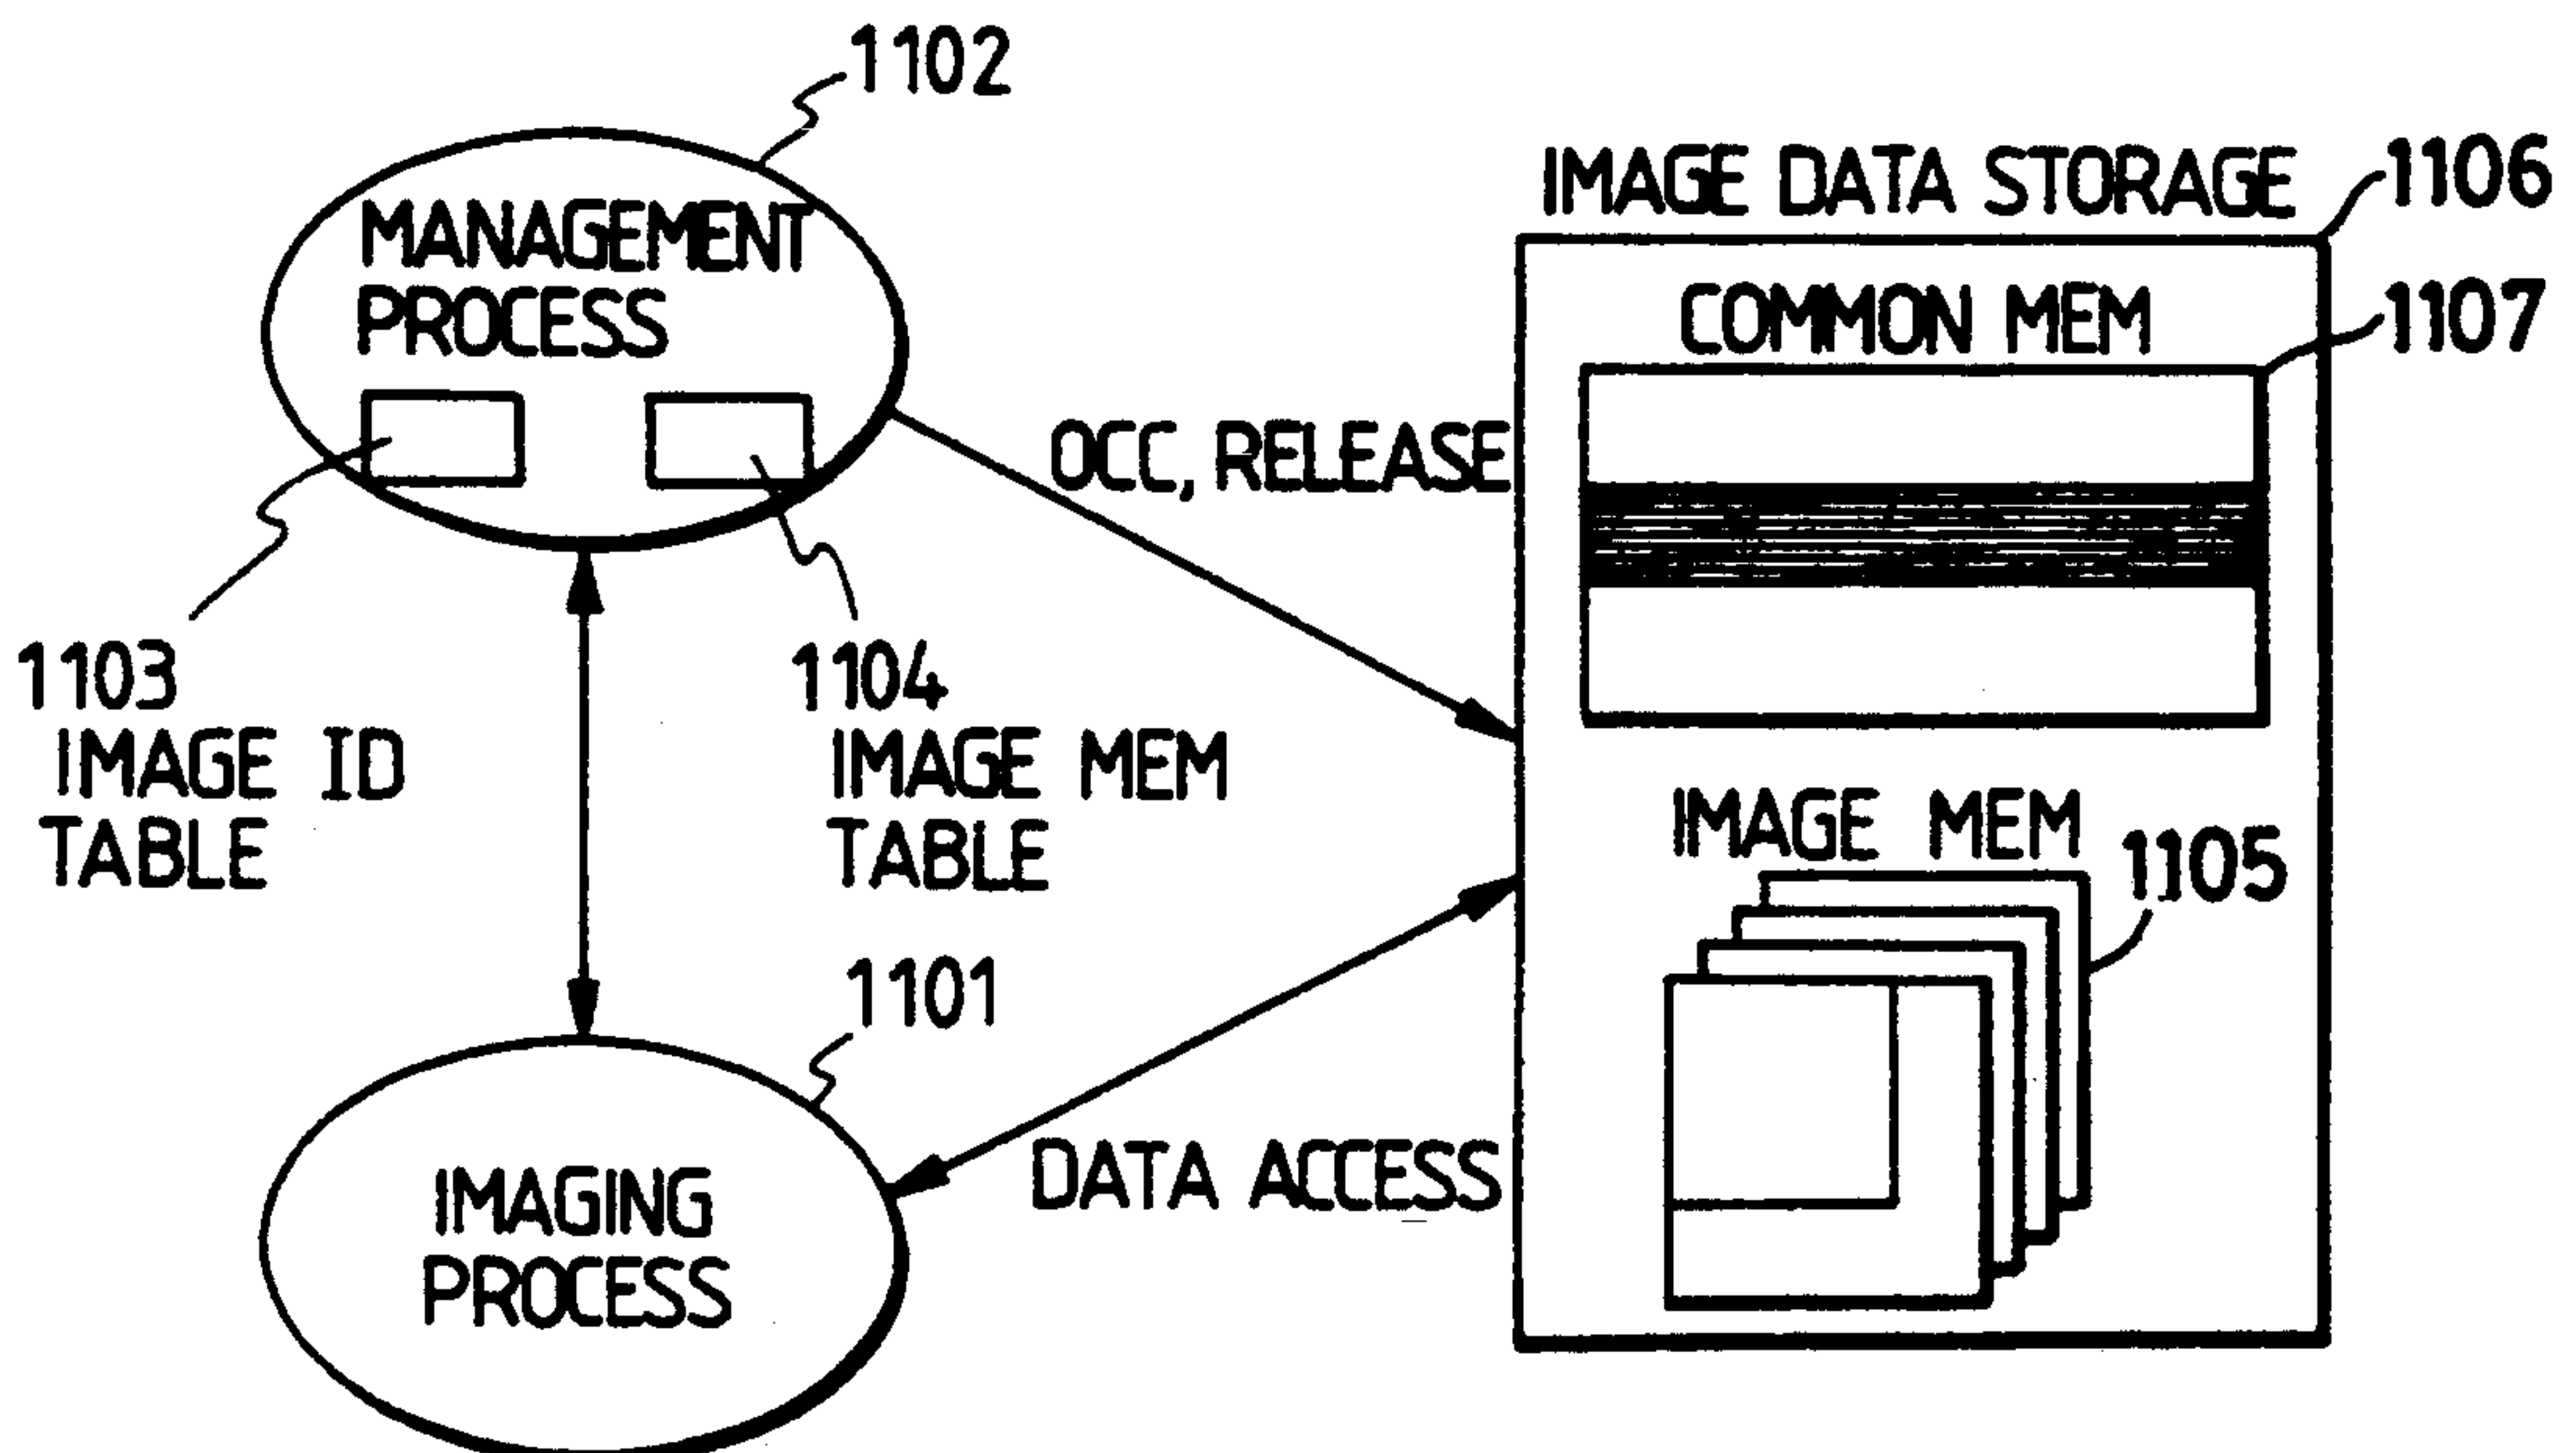 1102
MANAGEMENT
PROCESS
1103
IMAGE ID
TABLE
1104
IMAGE MEM
TABLE
OCC, RELEASE
1101
IMAGING
PROCESS
DATA ACCESS
IMAGE DATA STORAGE
1106
COMMON MEM
1107
IMAGE MEM
1105